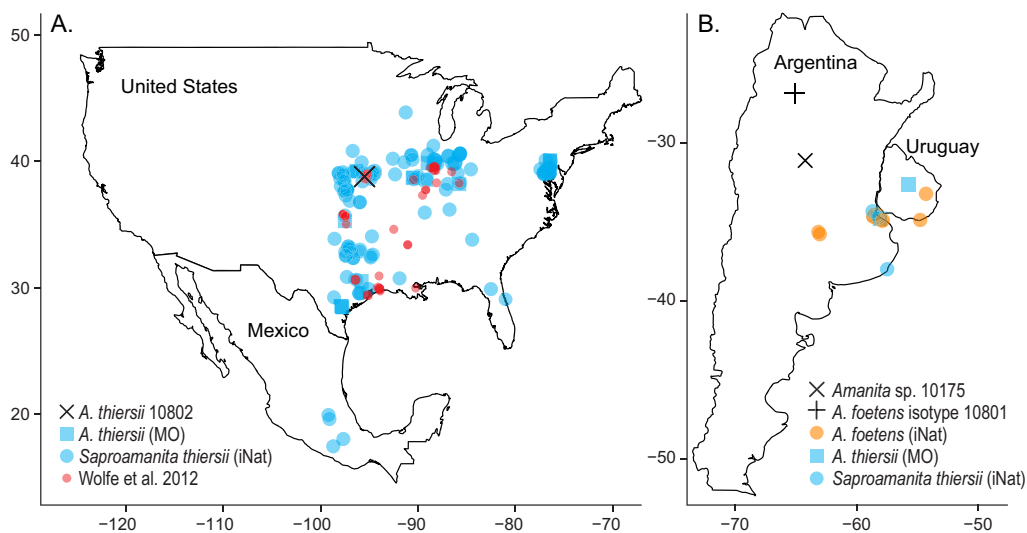 A.
United States
Mexico
50
40
30
20
−120
−110
−100
−90
−80
−70
A. thiersii 10802
A. thiersii (MO)
Saproamanita thiersii (iNat)
Wolfe et al. 2012
B.
Argentina
Uruguay
−30
−40
−50
−70
−60
−50
Amanita sp. 10175
A. foetens isotype 10801
A. foetens (iNat)
A. thiersii (MO)
Saproamanita thiersii (iNat)